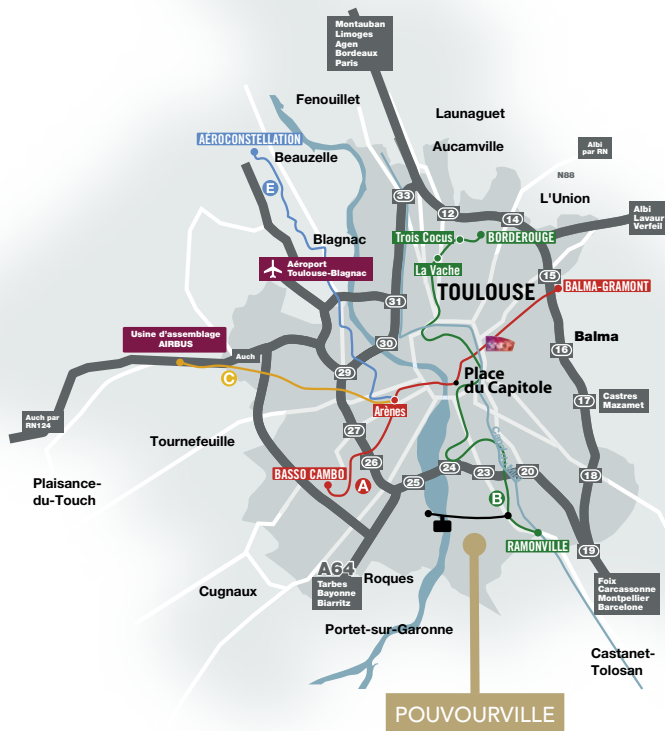 Montauban
Limoges
Agen
Bordeaux
Paris
Fenouillet
Launaguet
AÉROCONSTELLATION
Aucamville
Albi
par RN
Beauzelle
N88
E
L'Union
33
12
14
Albi
Lavaur
Verfeil
Blagnac
Trois Cocus
BORDEROUGE
La Vache
Aéroport
Toulouse-Blagnac
15
TOULOUSE
BALMA-GRAMONT
31
Usine d'assemblage
AIRBUS
30
SNCF
Balma
Auch
16
29
C
Place
du Capitole
Arènes
17
Castres
Mazamet
Auch par
RN124
27
Tournefeuille
26
24
23
20
18
BASSO CAMBO
A
25
B
Plaisance-
du-Touch
RAMONVILLE
19
A64
Roques
Tarbes
Bayonne
Biarritz
Foix
Carcassonne
Montpellier
Barcelone
Cugnaux
Portet-sur-Garonne
Castanet-
Tolosan
POUVOURVILLE